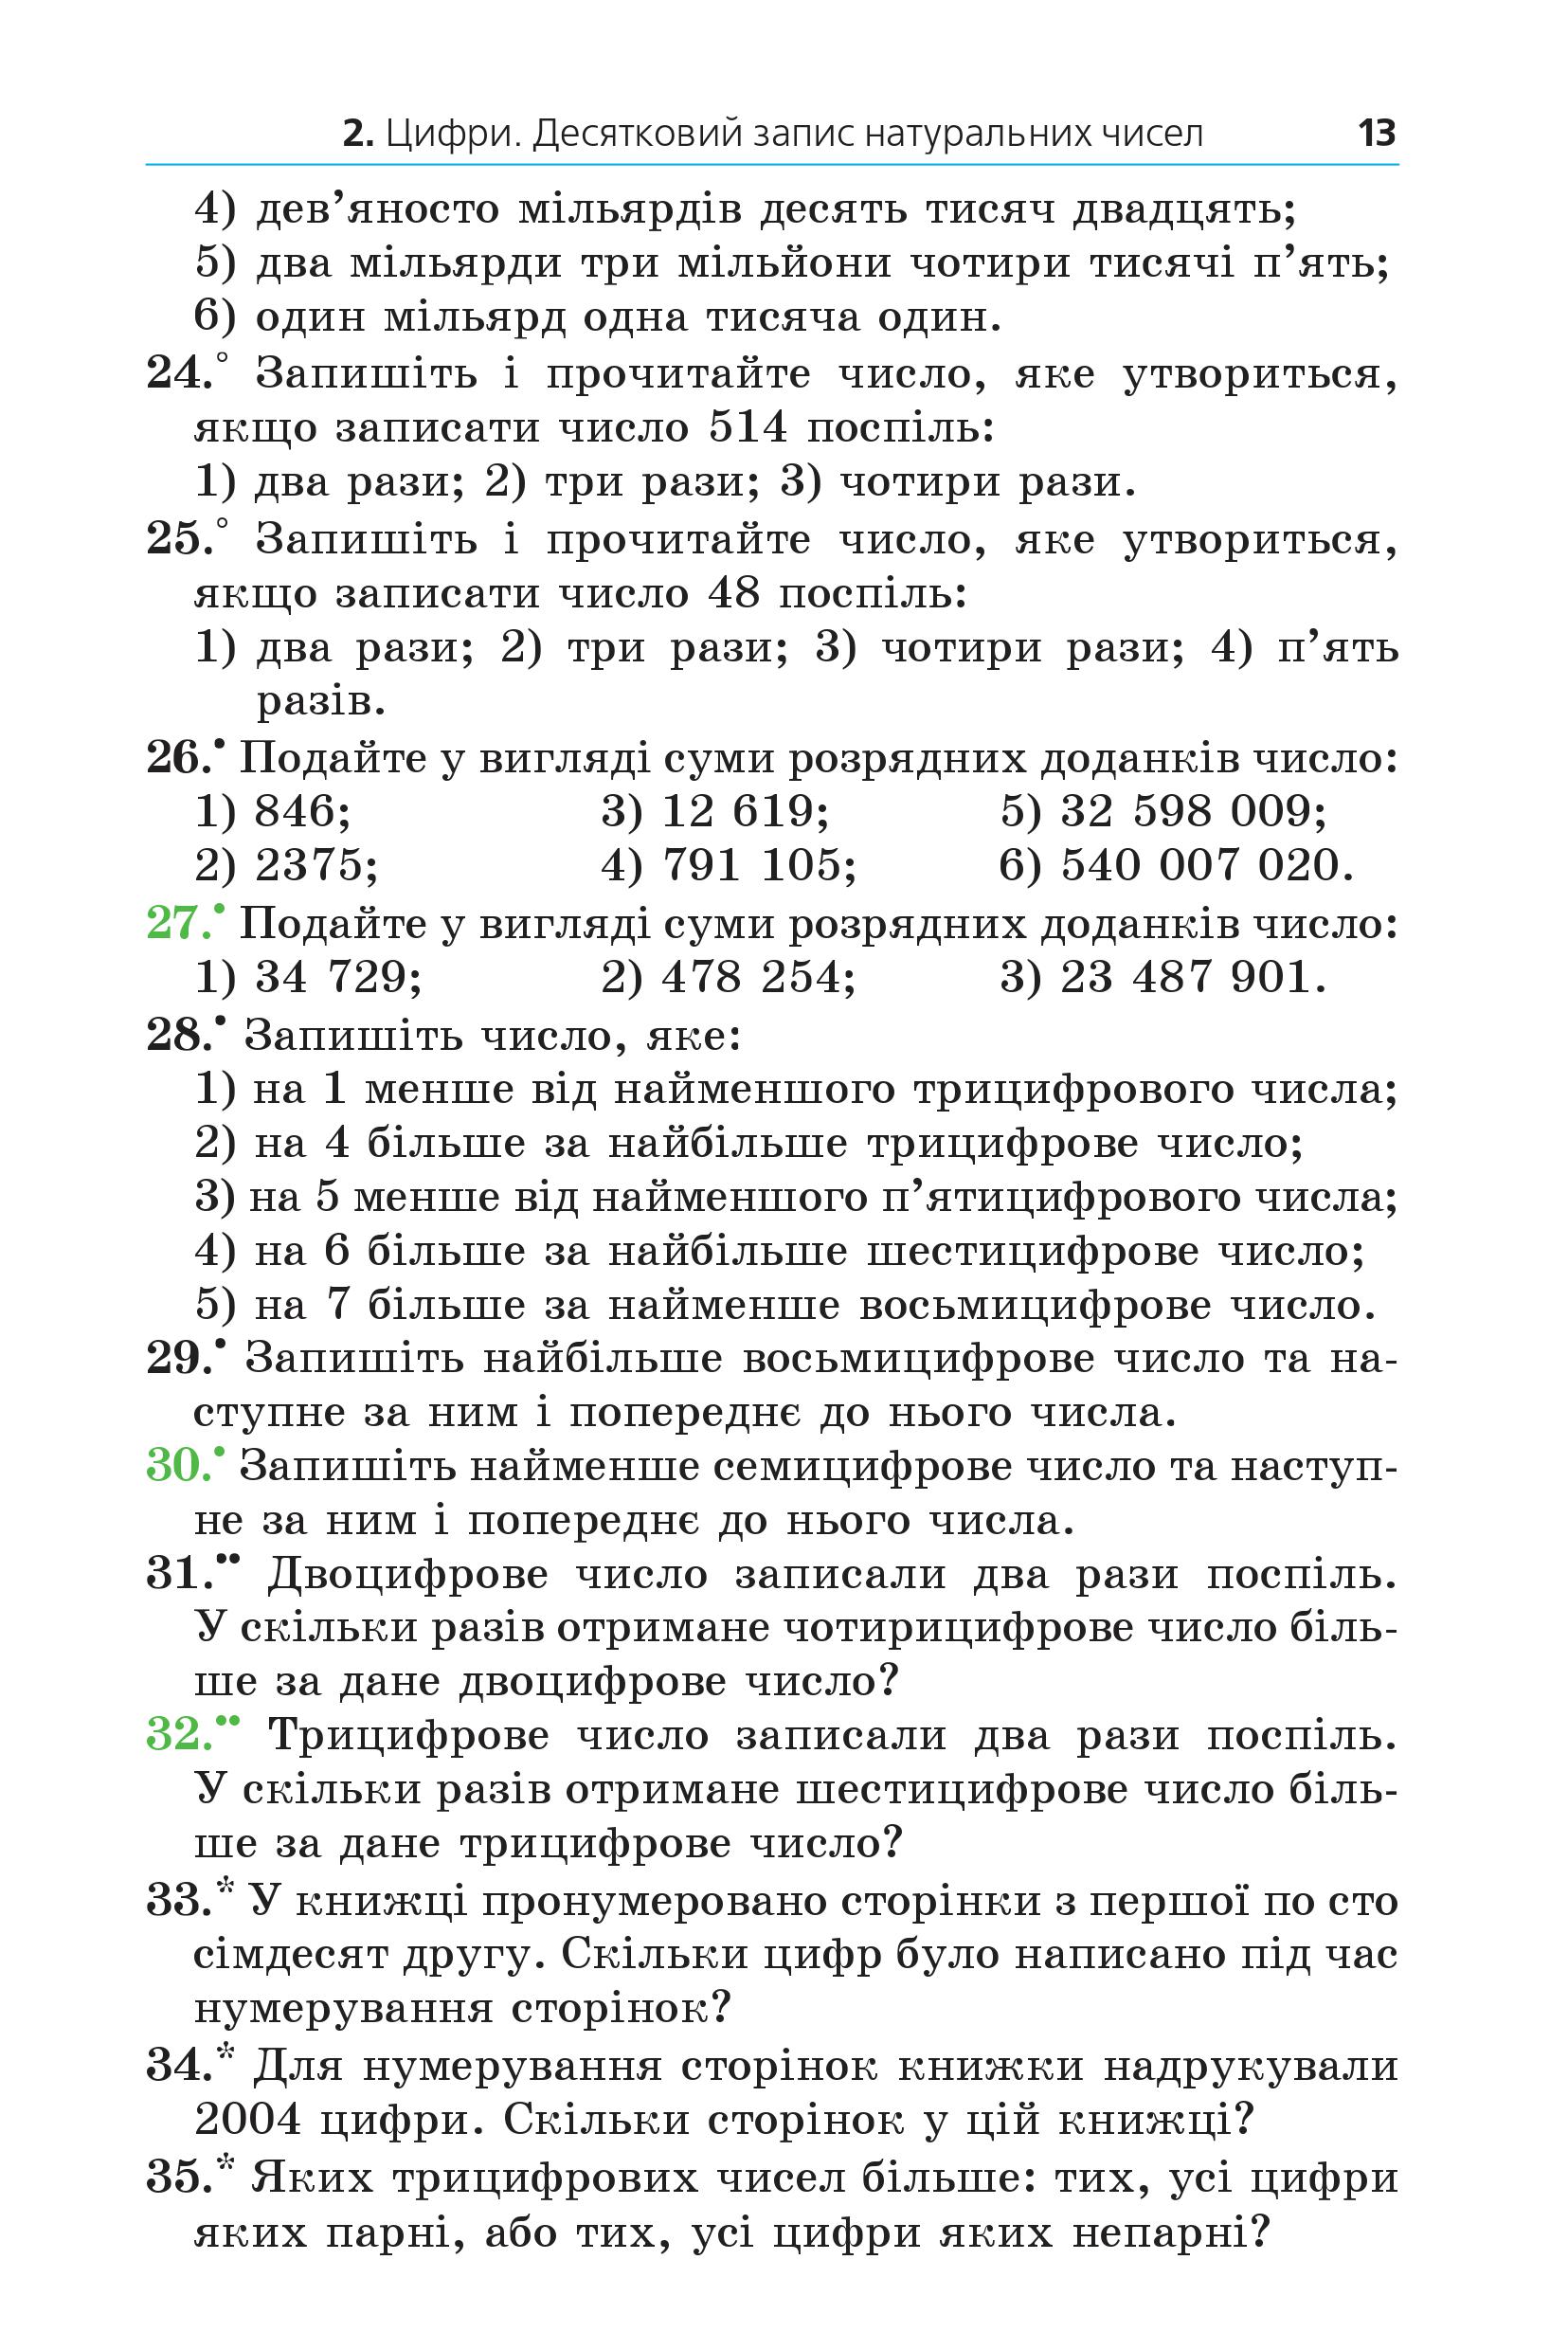 2. Цифри. Десятковий запис натуральних чисел 13
4) дев’яносто мільярдів десять тисяч двадцять;
5) два мільярди три мільйони чотири тисячі п’ять;
6) один мільярд одна тисяча один.
24.° Запишіть і прочитайте число, яке утвориться,
якщо записати число 514 поспіль:
1) два рази; 2) три рази; 3) чотири рази.
25.° Запишіть і прочитайте число, яке утвориться,
якщо записати число 48 поспіль:
1) два рази; 2) три рази; 3) чотири рази; 4) п’ять
разів.
26.• Подайте у вигляді суми розрядних доданків число:
1) 846; 3) 12 619; 5) 32 598 009;
2) 2375; 4) 791 105; 6) 540 007 020.
27.• Подайте у вигляді суми розрядних доданків число:
1) 34 729; 2) 478 254; 3) 23 487 901.
28.• Запишіть число, яке:
1) на 1 менше від найменшого трицифрового числа;
2) на 4 більше за найбільше трицифрове число;
3) на 5 менше від найменшого п’ятицифрового числа;
4) на 6 більше за найбільше шестицифрове число;
5) на 7 більше за найменше восьмицифрове число.
29.• Запишіть найбільше восьмицифрове число та на-
ступне за ним і попереднє до нього числа.
30.• Запишіть найменше семицифрове число та наступ-
не за ним і попереднє до нього числа.
31.•• Двоцифрове число записали два рази поспіль.
У скільки разів отримане чотирицифрове число біль-
ше за дане двоцифрове число?
32.•• Трицифрове число записали два рази поспіль.
У скільки разів отримане шестицифрове число біль-
ше за дане трицифрове число?
33.* У книжці пронумеровано сторінки з першої по сто
сімдесят другу. Скільки цифр було написано під час
нумерування сторінок?
34.* Для нумерування сторінок книжки надрукували
2004 цифри. Скільки сторінок у цій книжці?
35.* Яких трицифрових чисел більше: тих, усі цифри
яких парні, або тих, усі цифри яких непарні?